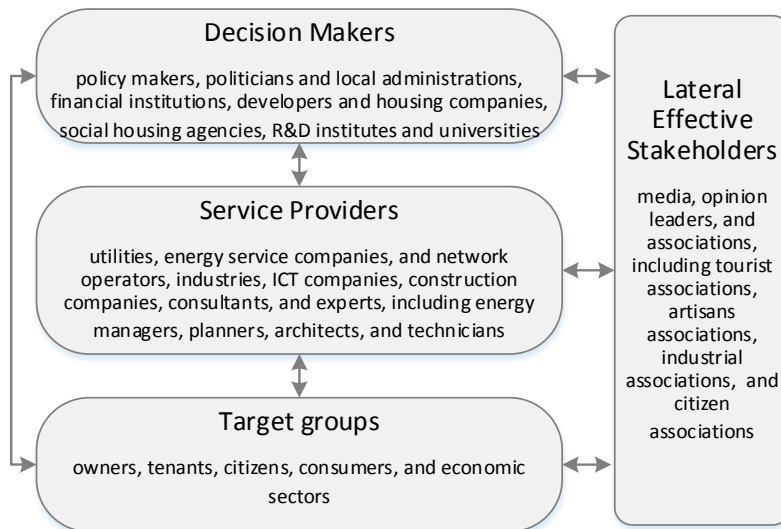 Decision Makers
policy makers, politicians and local administrations,
financial institutions, developers and housing companies,
social housing agencies, R&D institutes and universities
Service Providers
utilities, energy service companies, and network
operators, industries, ICT companies, construction
companies, consultants, and experts, including energy
managers, planners, architects, and technicians
Target groups
owners, tenants, citizens, consumers, and economic
sectors
Lateral
Effective
Stakeholders
media, opinion
leaders, and
associations,
including tourist
associations,
artisans
associations,
industrial
associations, and
citizen
associations